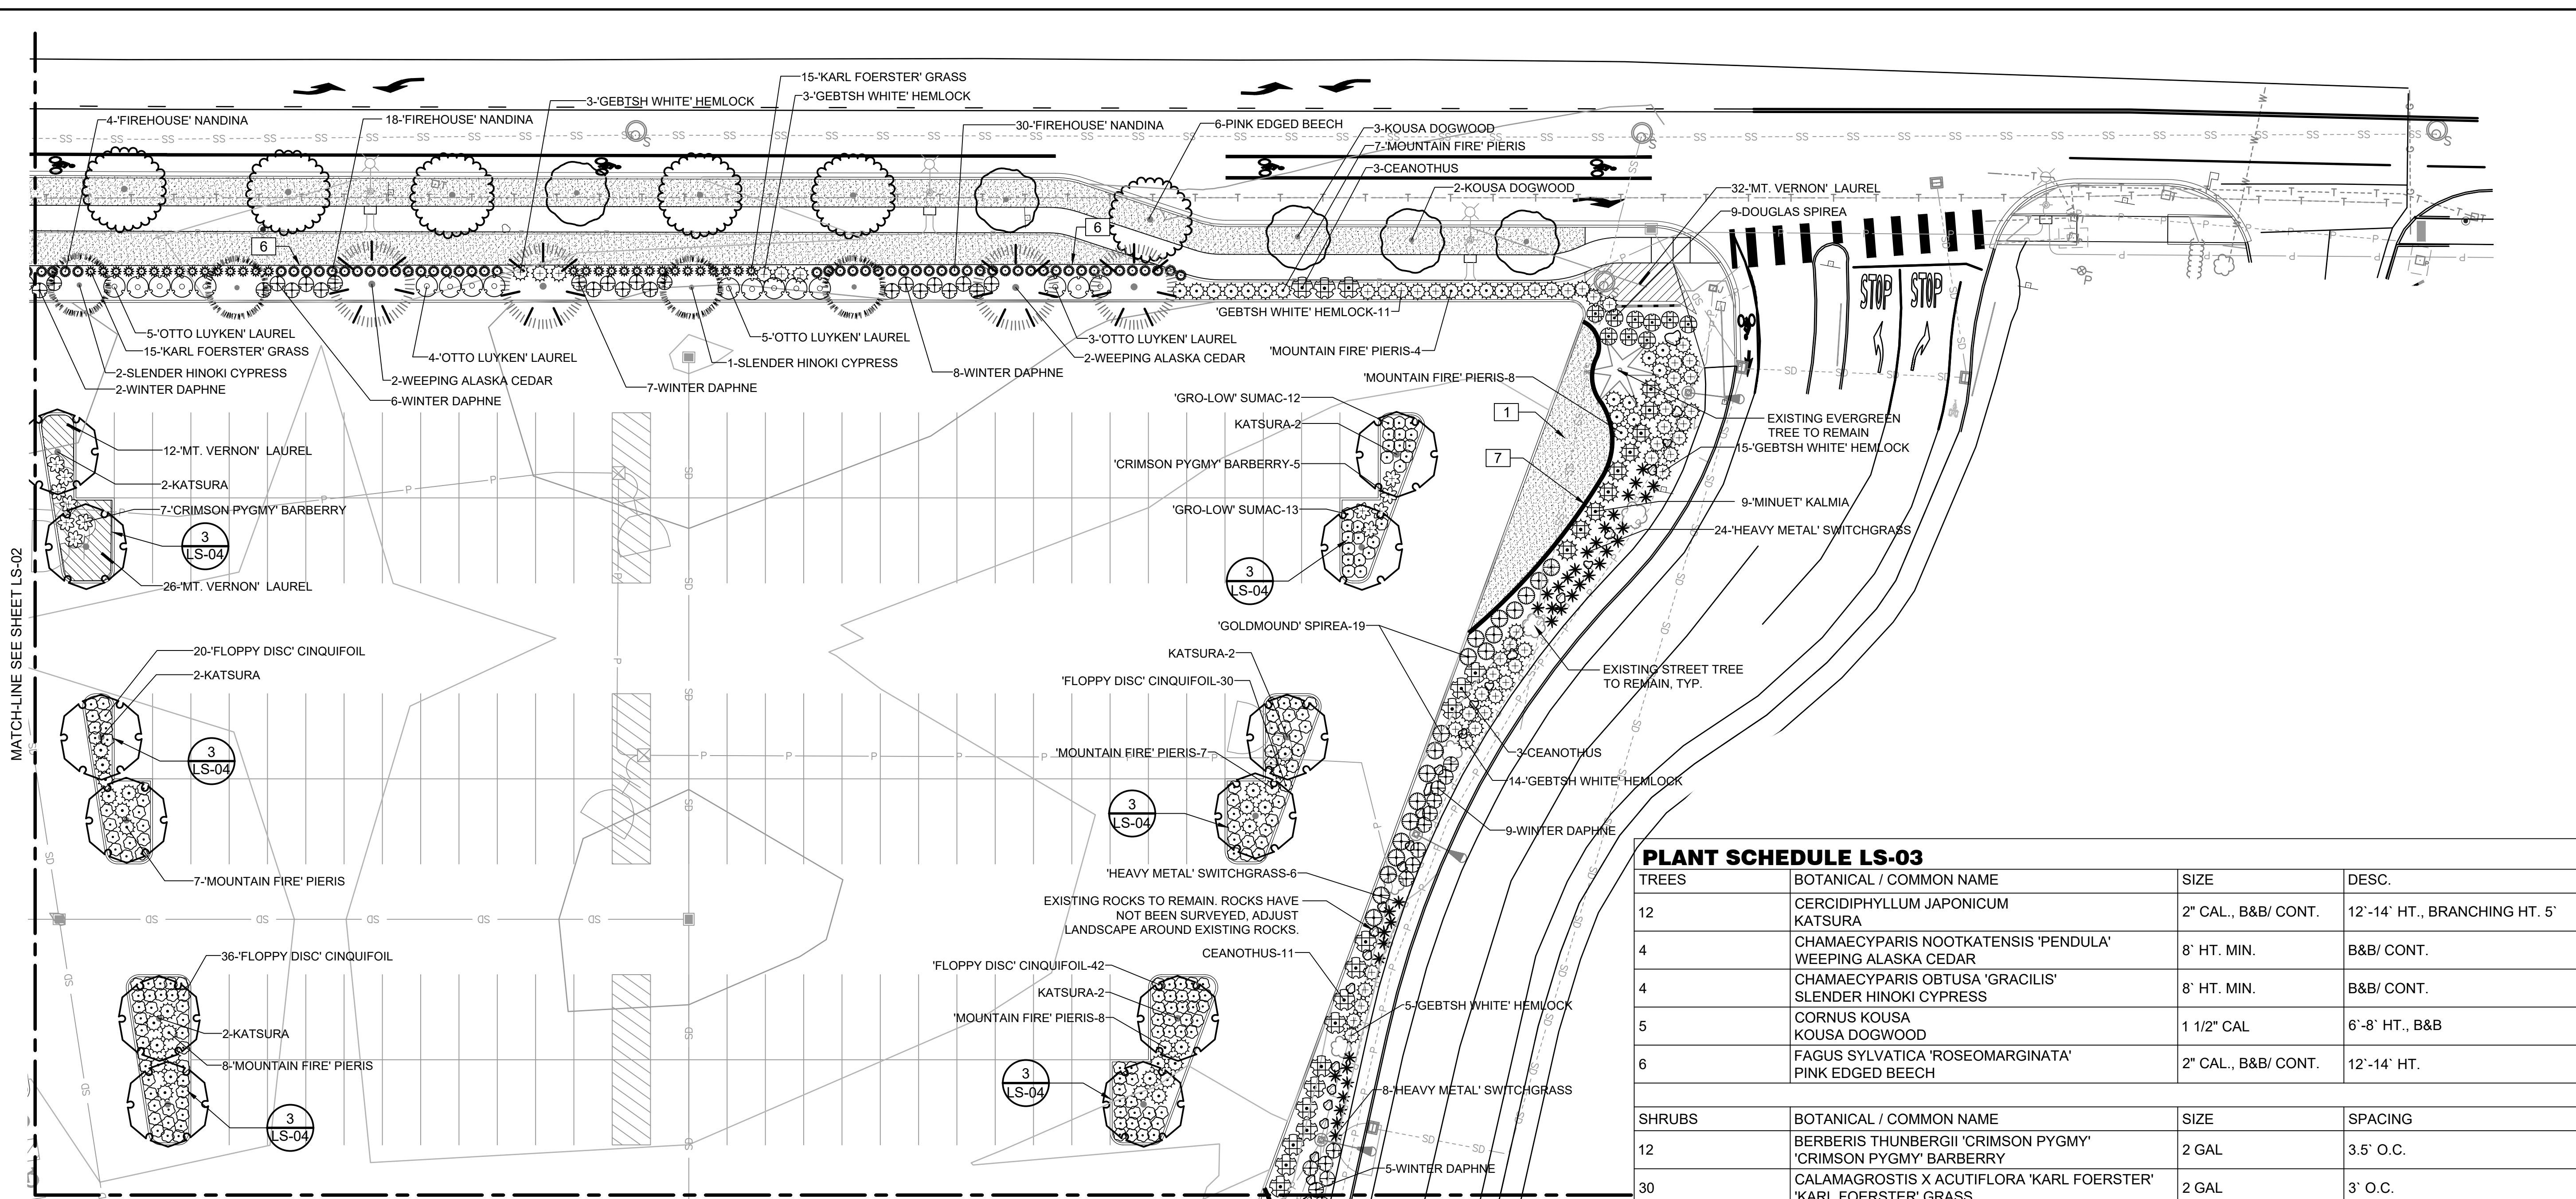 15-'KARL FOERSTER' GRASS
3-'GEBTSH WHITE' HEMLOCK
3-'GEBTSH WHITE' HEMLOCK
4-'FIREHOUSE' NANDINA
18-'FIREHOUSE' NANDINA
30-'FIREHOUSE' NANDINA
6-PINK EDGED BEECH
3-KOUSA DOGWOOD
7-'MOUNTAIN FIRE' PIERIS
3-CEANOTHUS
2-KOUSA DOGWOOD
32-'MT. VERNON' LAUREL
9-DOUGLAS SPIREA
6
6
STOP
STOP
5-'OTTO LUYKEN' LAUREL
15-'KARL FOERSTER' GRASS
2-SLENDER HINOKI CYPRESS
2-WINTER DAPHNE
4-'OTTO LUYKEN' LAUREL
2-WEEPING ALASKA CEDAR
6-WINTER DAPHNE
7-WINTER DAPHNE
5-'OTTO LUYKEN' LAUREL
1-SLENDER HINOKI CYPRESS
8-WINTER DAPHNE
3-'OTTO LUYKEN' LAUREL
2-WEEPING ALASKA CEDAR
'GEBTSH WHITE' HEMLOCK-11
'MOUNTAIN FIRE' PIERIS-4
'MOUNTAIN FIRE' PIERIS-8
'GRO-LOW' SUMAC-12
KATSURA-2
'CRIMSON PYGMY' BARBERRY-5
'GRO-LOW' SUMAC-13
3
LS-04
1
7
EXISTING EVERGREEN
TREE TO REMAIN
15-'GEBTSH WHITE' HEMLOCK
9-'MINUET' KALMIA
24-'HEAVY METAL' SWITCHGRASS
12-'MT. VERNON' LAUREL
2-KATSURA
7-'CRIMSON PYGMY' BARBERRY
3
LS-04
26-'MT. VERNON' LAUREL
MATCH-LINE SEE SHEET LS-02
20-'FLOPPY DISC' CINQUIFOIL
2-KATSURA
3
LS-04
7-'MOUNTAIN FIRE' PIERIS
'GOLDMOUND' SPIREA-19
KATSURA-2
'FLOPPY DISC' CINQUIFOIL-30
'MOUNTAIN FIRE' PIERIS-7
3
LS-04
EXISTING STREET TREE
TO REMAIN, TYP.
3-CEANOTHUS
14-'GEBTSH WHITE' HEMLOCK
9-WINTER DAPHNE
'HEAVY METAL' SWITCHGRASS-6
EXISTING ROCKS TO REMAIN. ROCKS HAVE
NOT BEEN SURVEYED, ADJUST
LANDSCAPE AROUND EXISTING ROCKS.
CEANOTHUS-11
36-'FLOPPY DISC' CINQUIFOIL
2-KATSURA
8-'MOUNTAIN FIRE' PIERIS
3
LS-04
'FLOPPY DISC' CINQUIFOIL-42
KATSURA-2
'MOUNTAIN FIRE' PIERIS-8
3
LS-04
5-'GEBTSH WHITE' HEMLOCK
8-'HEAVY METAL' SWITCHGRASS
5-WINTER DAPHNE
PLANT SCHEDULE LS-03
TREES BOTANICAL / COMMON NAME SIZE DESC.
12 CERCIDIPHYLLUM JAPONICUM
KATSURA 2" CAL., B&B/ CONT. 12`-14` HT., BRANCHING HT. 5`
4 CHAMAECYPARIS NOOTKATENSIS 'PENDULA'
WEEPING ALASKA CEDAR 8` HT. MIN. B&B/ CONT.
4 CHAMAECYPARIS OBTUSA 'GRACILIS'
SLENDER HINOKI CYPRESS 8` HT. MIN. B&B/ CONT.
5 CORNUS KOUSA
KOUSA DOGWOOD 1 1/2" CAL 6`-8` HT., B&B
6 FAGUS SYLVATICA 'ROSEOMARGINATA'
PINK EDGED BEECH 2" CAL., B&B/ CONT. 12`-14` HT.
SHRUBS BOTANICAL / COMMON NAME SIZE SPACING
12 BERBERIS THUNBERGII 'CRIMSON PYGMY'
'CRIMSON PYGMY' BARBERRY 2 GAL 3.5` O.C.
30 CALAMAGROSTIS X ACUTIFLORA 'KARL FOERSTER'
'KARL FOERSTER' GRASS 2 GAL 3` O.C.